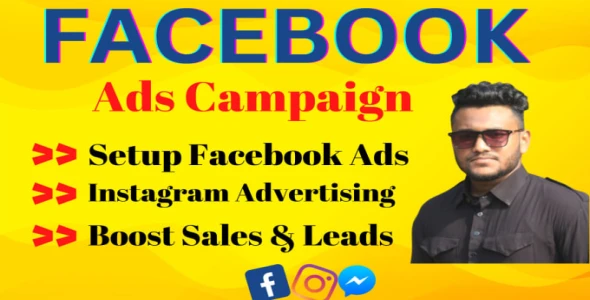 FACEBOOK
Ads Campaign
>> Setup Facebook Ads
>> Instagram Advertising
>> Boost Sales & Leads